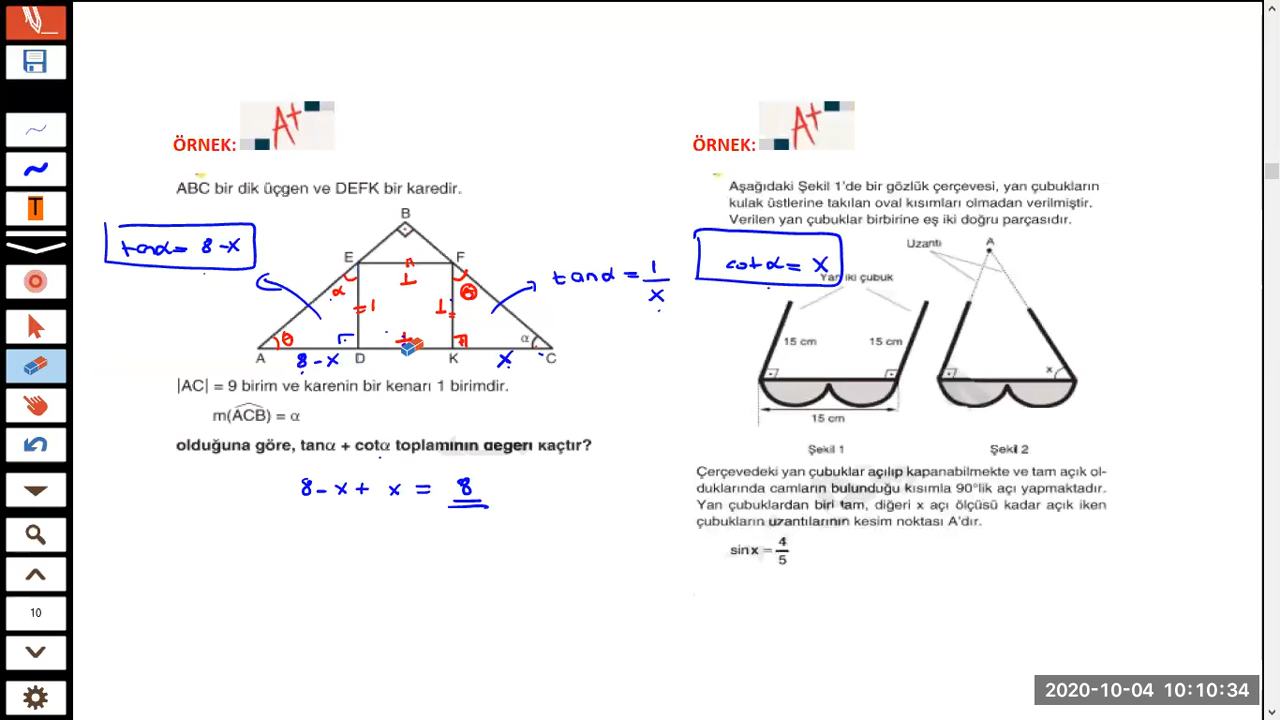 A+
ÖRNEK:
ABC bir dik üçgen ve DEFK bir karedir.
B
tanα = 8-x
E
F
α
1
θ
tanα = 1/x
1
1
θ
1
α
A
8-x
D
K
x
C
|AC| = 9 birim ve karenin bir kenarı 1 birimdir.
m(ACB) = α
olduğuna göre, tanα + cotα toplamının değeri kaçtır?
8-x + x = 8
A+
ÖRNEK:
Aşağıdaki Şekil 1'de bir gözlük çerçevesi, yan çubukların
kulak üstlerine takılan oval kısımları olmadan verilmiştir.
Verilen yan çubuklar birbirine eş iki doğru parçasıdır.
cotα = x
Uzantı
A
Yan iki çubuk
15 cm
15 cm
x
15 cm
Şekil 1
Şekil 2
Çerçevedeki yan çubuklar açılıp kapanabilmekte ve tam açık ol-
duklarında camların bulunduğu kısımla 90°lik açı yapmaktadır.
Yan çubuklardan biri tam, diğeri x açı ölçüsü kadar açık iken
çubukların uzantılarının kesim noktası A'dır.
sinx = 4/5
T
10
2020-10-04 10:10:34